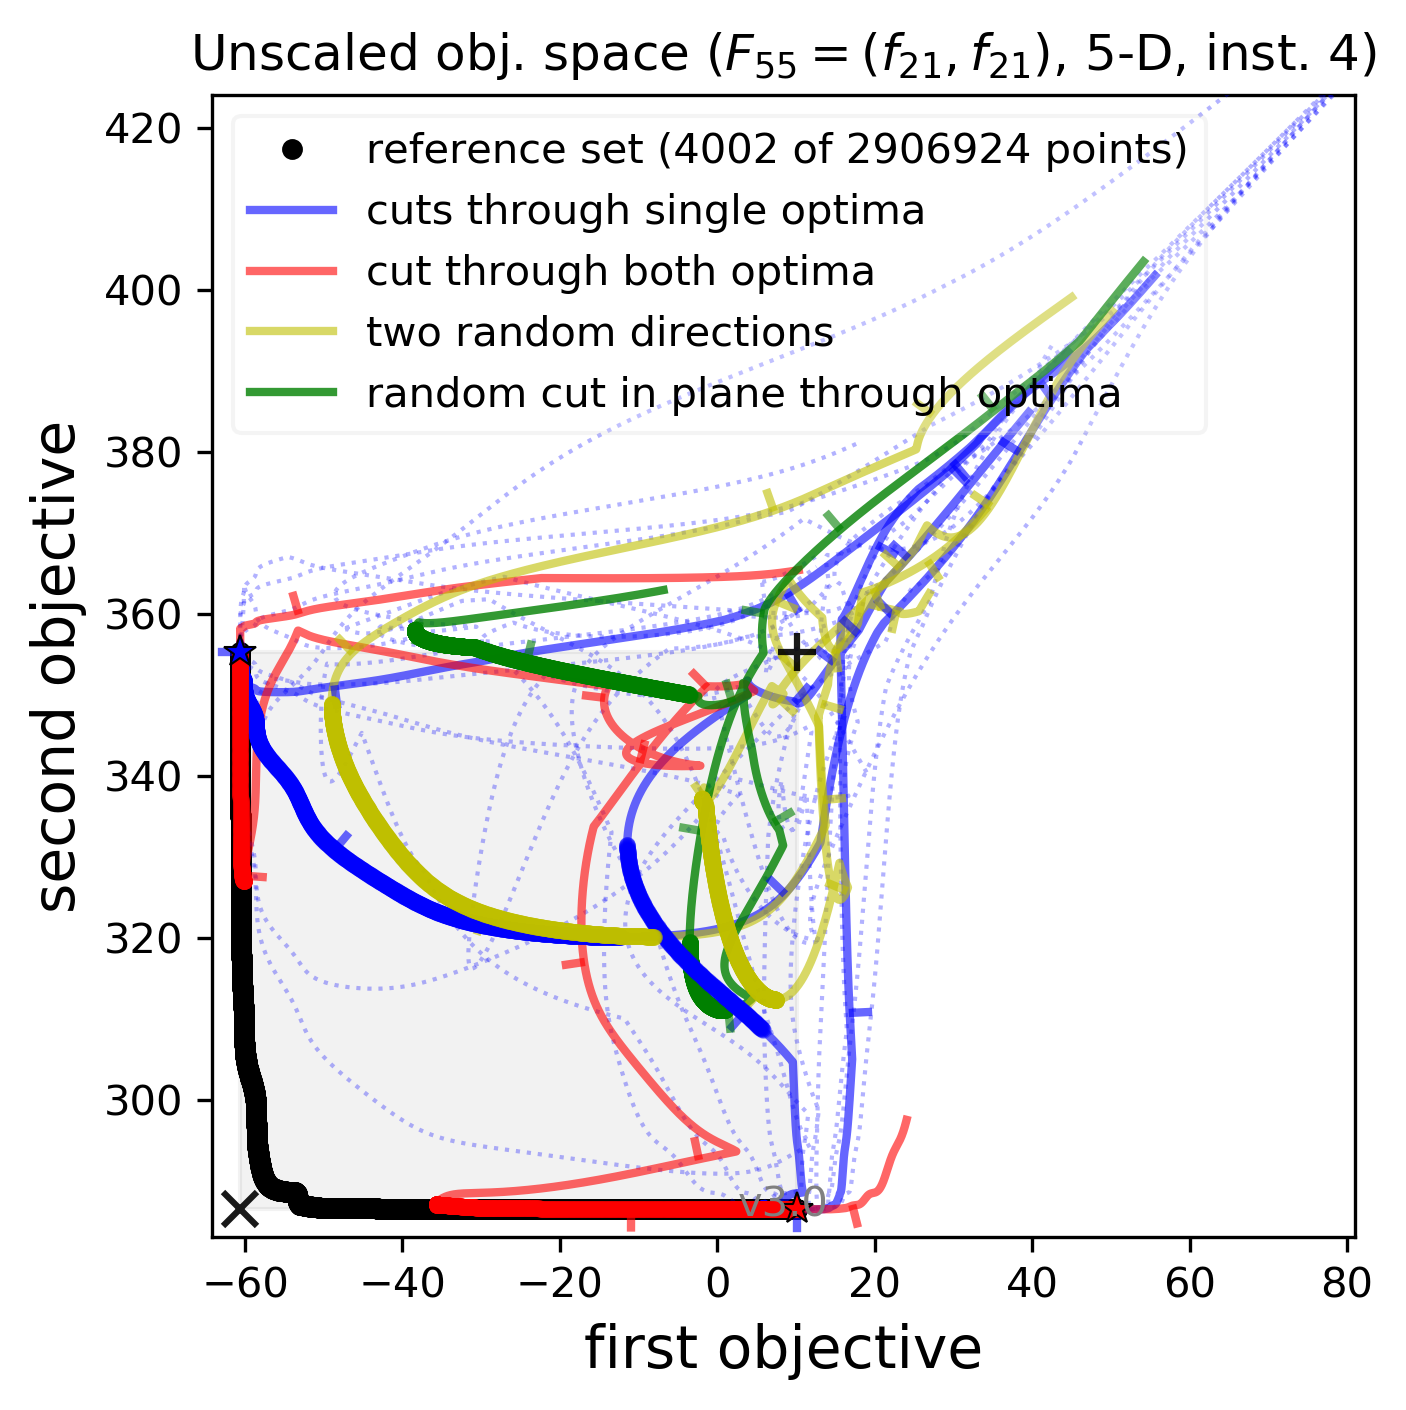 Unscaled obj. space (F₅₅ = (f₂₁, f₂₁), 5-D, inst. 4)
reference set (4002 of 2906924 points)
cuts through single optima
cut through both optima
two random directions
random cut in plane through optima
second objective
420
400
380
360
340
320
300
v3.0
−60
−40
−20
0
20
40
60
80
first objective